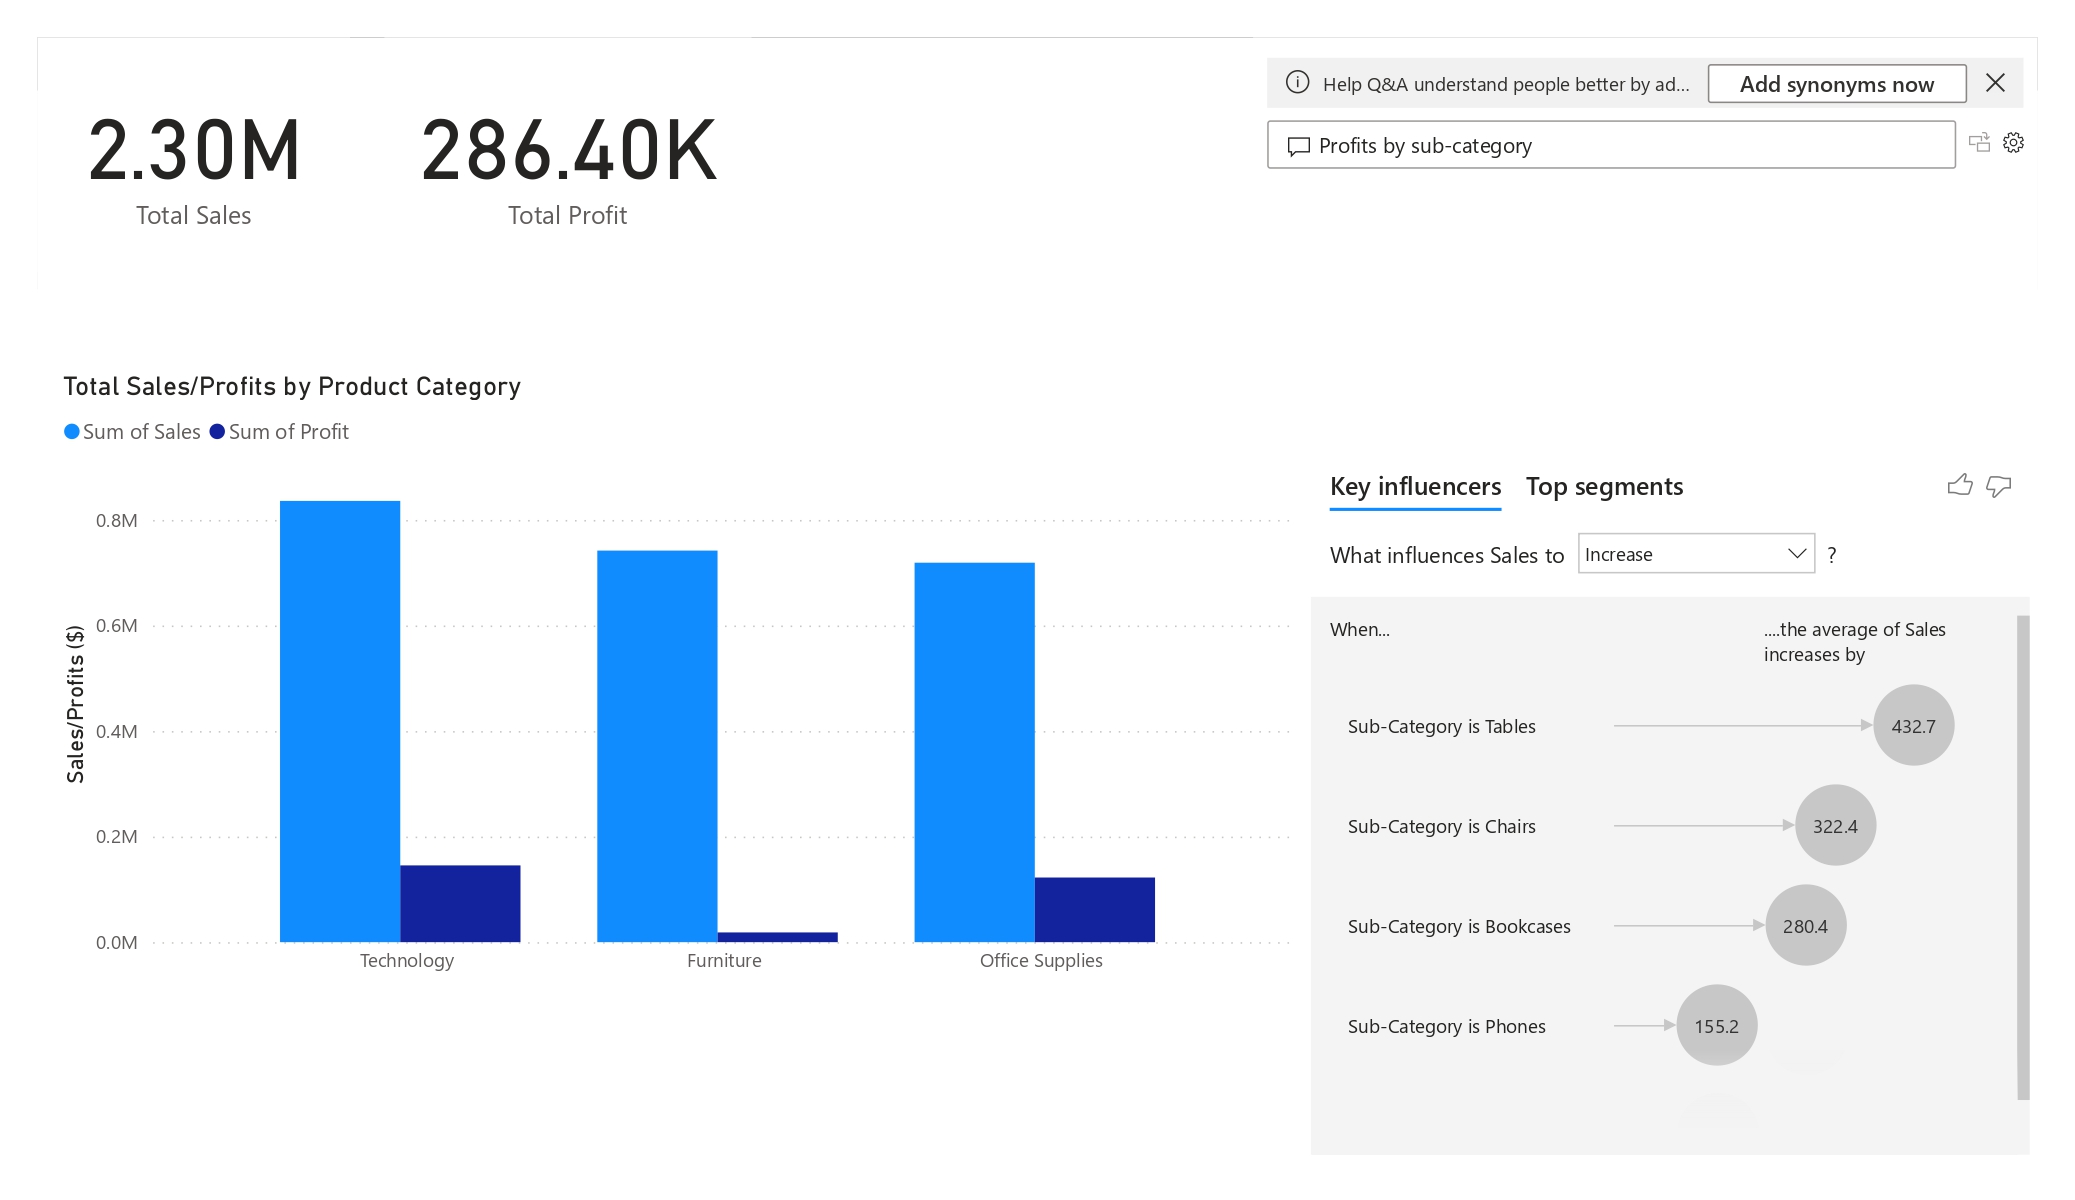 2.30M
Total Sales
286.40K
Total Profit
Help Q&A understand people better by ad...
Add synonyms now
Profits by sub-category
Total Sales/Profits by Product Category
Sum of Sales
Sum of Profit
Sales/Profits ($)
0.8M
0.6M
0.4M
0.2M
0.0M
Technology
Furniture
Office Supplies
Key influencers
Top segments
What influences Sales to
Increase
?
When...
....the average of Sales
increases by
Sub-Category is Tables
432.7
Sub-Category is Chairs
322.4
Sub-Category is Bookcases
280.4
Sub-Category is Phones
155.2